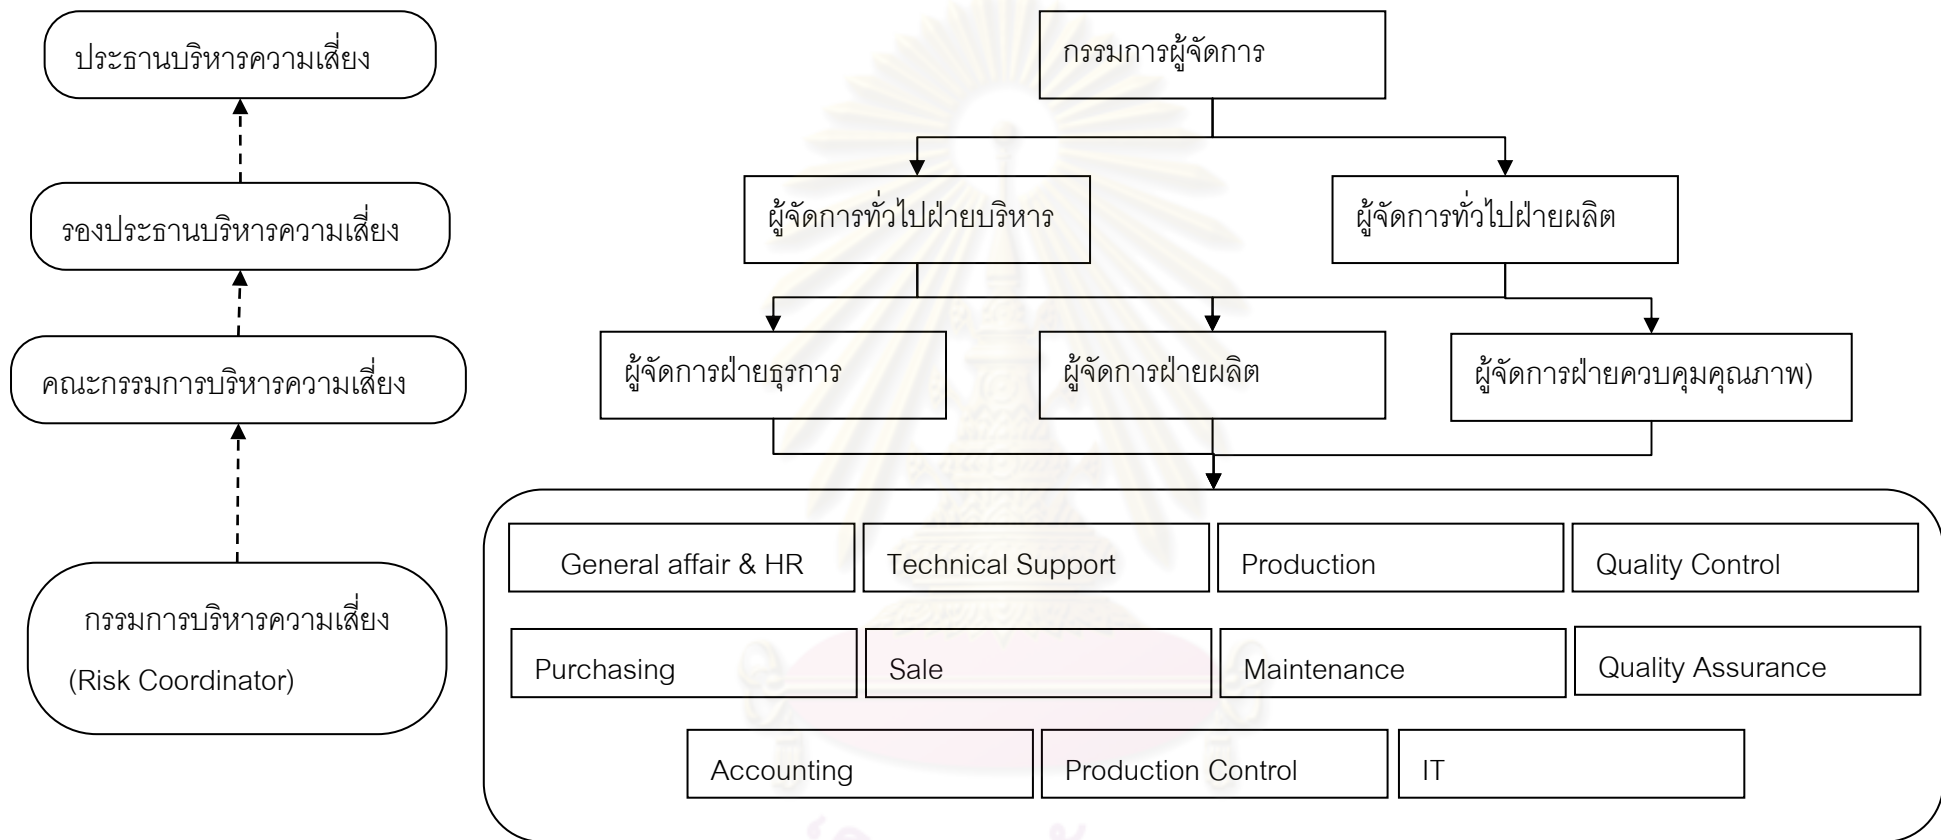 ประธานบริหารความเสี่ยง
รองประธานบริหารความเสี่ยง
คณะกรรมการบริหารความเสี่ยง
กรรมการบริหารความเสี่ยง
(Risk Coordinator)
กรรมการผู้จัดการ
ผู้จัดการทั่วไปฝ่ายบริหาร
ผู้จัดการทั่วไปฝ่ายผลิต
ผู้จัดการฝ่ายธุรการ
ผู้จัดการฝ่ายผลิต
ผู้จัดการฝ่ายควบคุมคุณภาพ)
General affair & HR
Technical Support
Production
Quality Control
Purchasing
Sale
Maintenance
Quality Assurance
Accounting
Production Control
IT